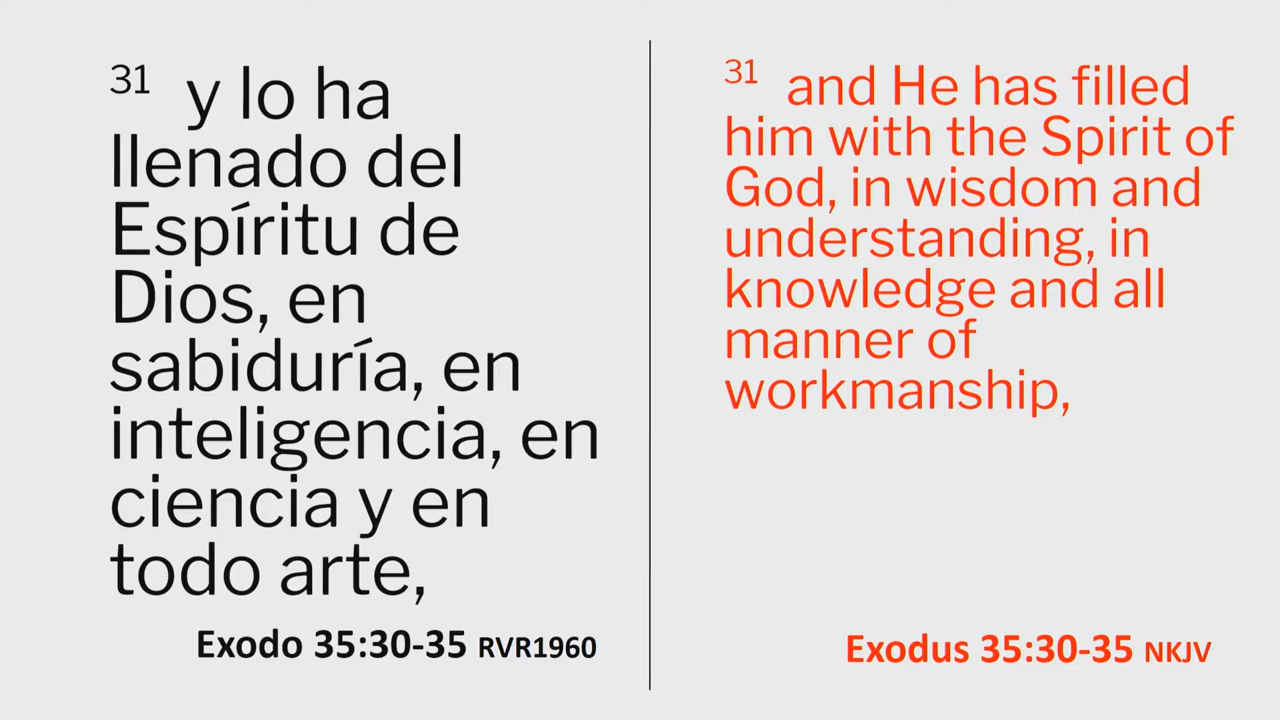 31 y lo ha
llenado del
Espíritu de
Dios, en
sabiduría, en
inteligencia, en
ciencia y en
todo arte,
Exodo 35:30-35 RVR1960
31 and He has filled
him with the Spirit of
God, in wisdom and
understanding, in
knowledge and all
manner of
workmanship,
Exodus 35:30-35 NKJV